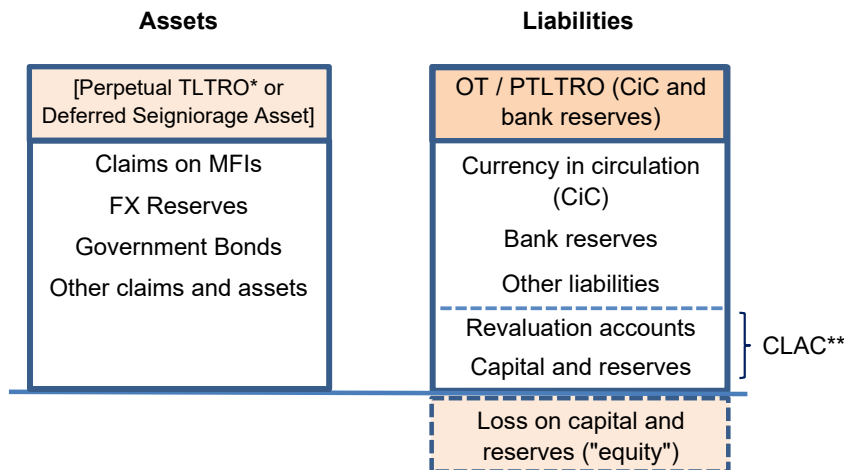 Assets
Liabilities
[Perpetual TLTRO* or
Deferred Seigniorage Asset]
Claims on MFIs
FX Reserves
Government Bonds
Other claims and assets
OT / PTLTRO (CiC and
bank reserves)
Currency in circulation
(CiC)
Bank reserves
Other liabilities
Revaluation accounts
Capital and reserves
CLAC**
Loss on capital and
reserves ("equity")